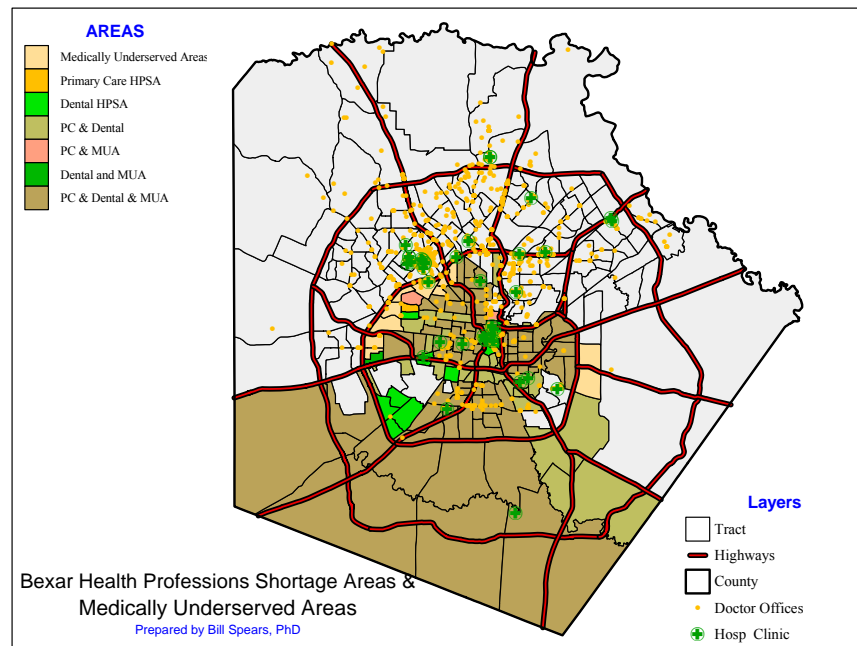 AREAS
Medically Underserved Areas
Primary Care HPSA
Dental HPSA
PC & Dental
PC & MUA
Dental and MUA
PC & Dental & MUA
Layers
Tract
Highways
County
Doctor Offices
Hosp Clinic
Bexar Health Professions Shortage Areas &
Medically Underserved Areas
Prepared by Bill Spears, PhD